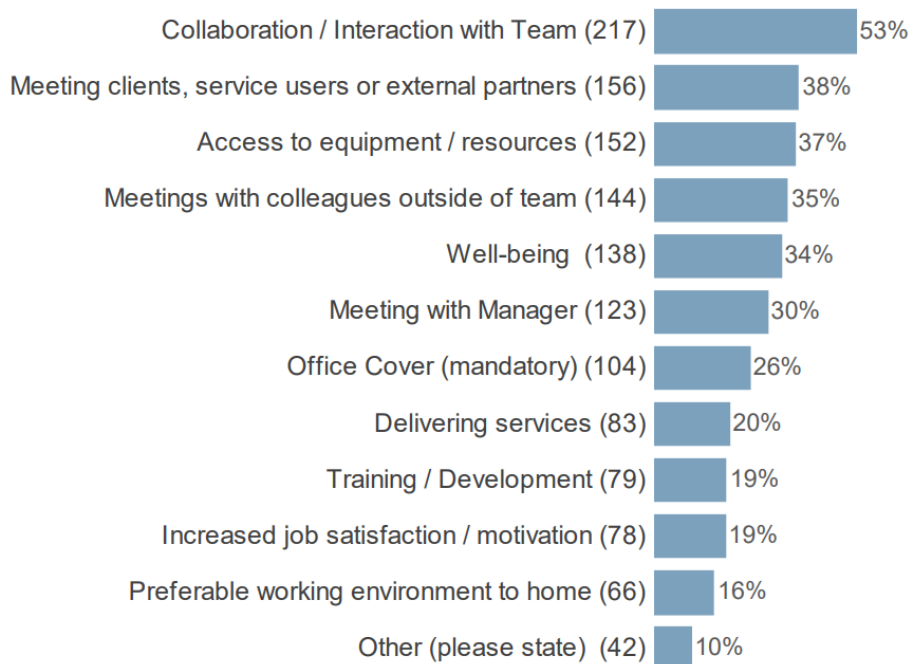 Collaboration / Interaction with Team (217) 53%
Meeting clients, service users or external partners (156) 38%
Access to equipment / resources (152) 37%
Meetings with colleagues outside of team (144) 35%
Well-being  (138) 34%
Meeting with Manager (123) 30%
Office Cover (mandatory) (104) 26%
Delivering services (83) 20%
Training / Development (79) 19%
Increased job satisfaction / motivation (78) 19%
Preferable working environment to home (66) 16%
Other (please state)  (42) 10%